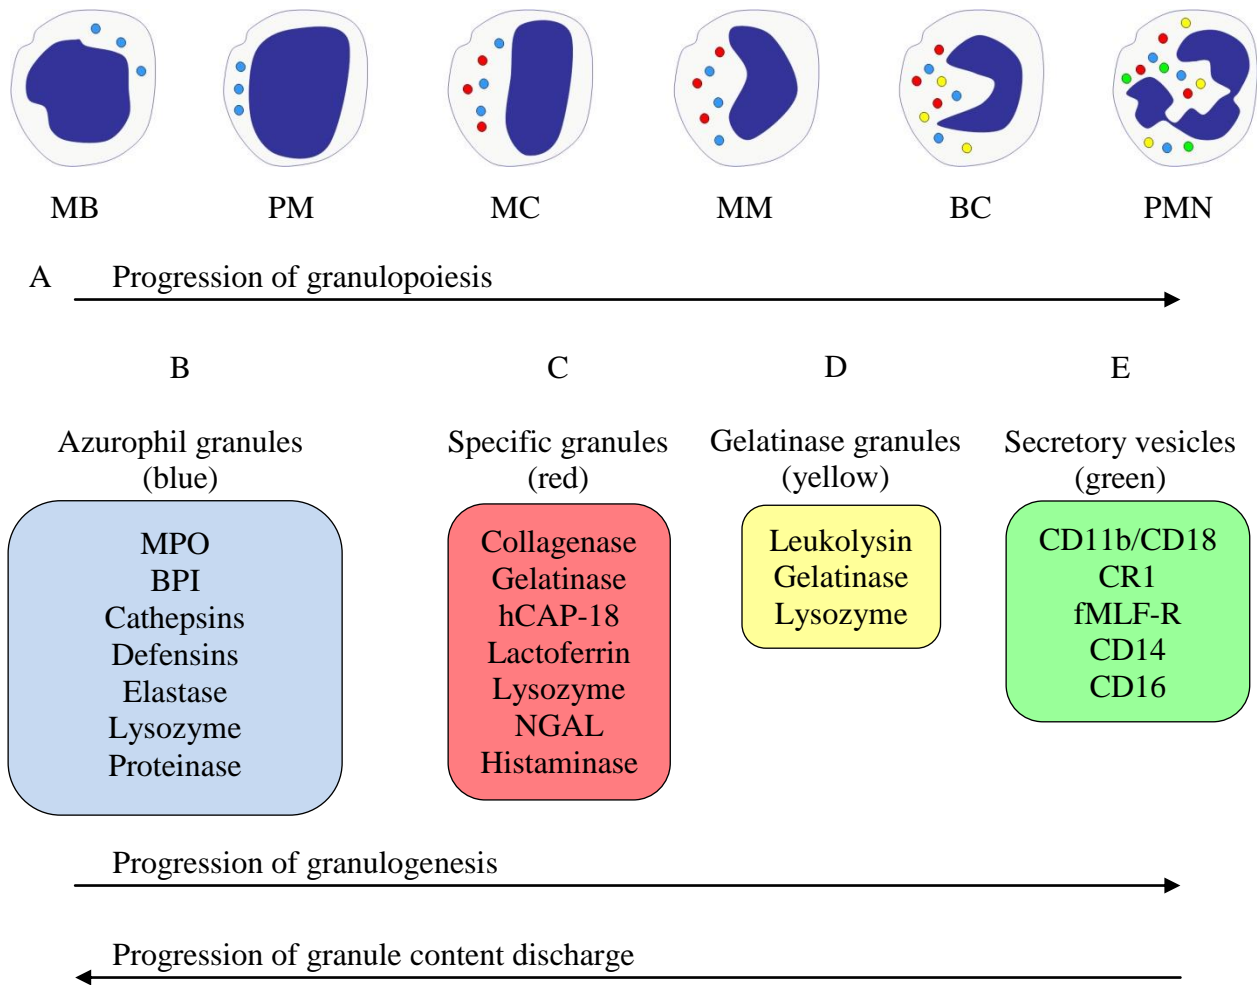 MB
PM
MC
MM
BC
PMN
A
Progression of granulopoiesis
B
C
D
E
Azurophil granules
(blue)
MPO
BPI
Cathepsins
Defensins
Elastase
Lysozyme
Proteinase
Specific granules
(red)
Collagenase
Gelatinase
hCAP-18
Lactoferrin
Lysozyme
NGAL
Histaminase
Gelatinase granules
(yellow)
Leukolysin
Gelatinase
Lysozyme
Secretory vesicles
(green)
CD11b/CD18
CR1
fMLF-R
CD14
CD16
Progression of granulogenesis
Progression of granule content discharge